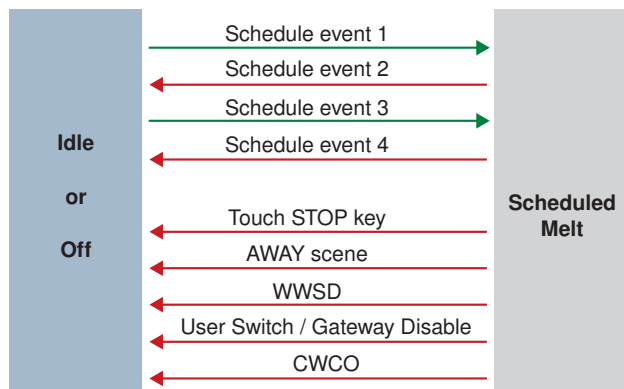 Schedule event 1
Schedule event 2
Schedule event 3
Schedule event 4
Idle
or
Off
Scheduled
Melt
Touch STOP key
AWAY scene
WWSD
User Switch / Gateway Disable
CWCO